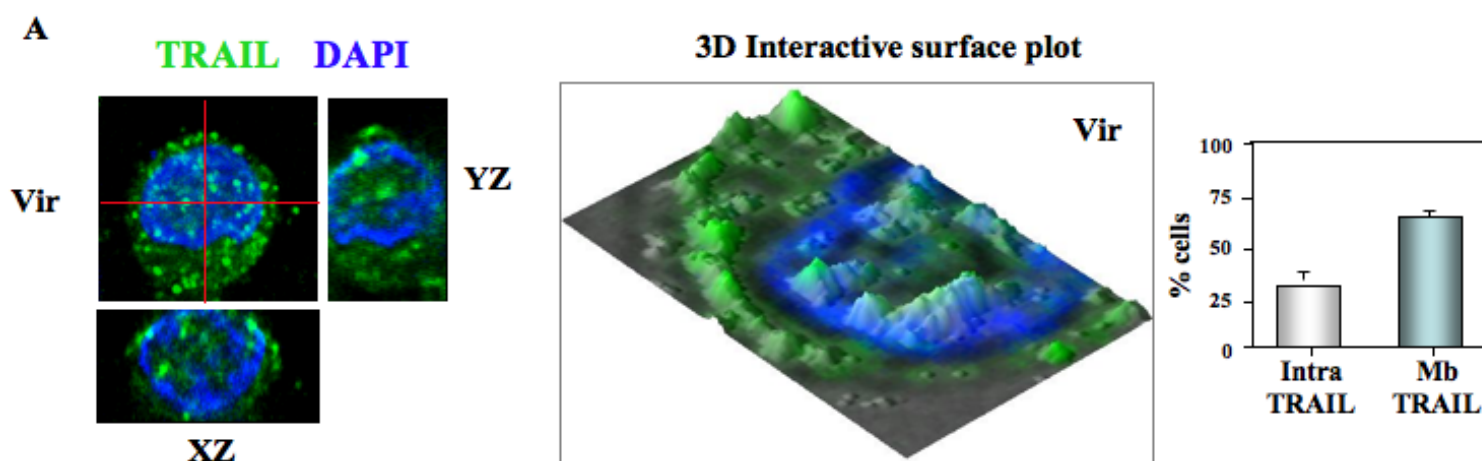 A
TRAIL DAPI
Vir
YZ
XZ
3D Interactive surface plot
Vir
% cells
100
75
50
25
0
Intra
TRAIL
Mb
TRAIL